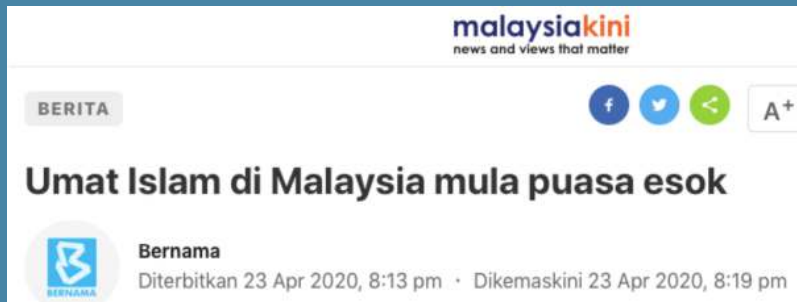 malaysiakini
news and views that matter
BERITA
A+
Umat Islam di Malaysia mula puasa esok
Bernama
Diterbitkan 23 Apr 2020, 8:13 pm · Dikemaskini 23 Apr 2020, 8:19 pm
BERNAMA